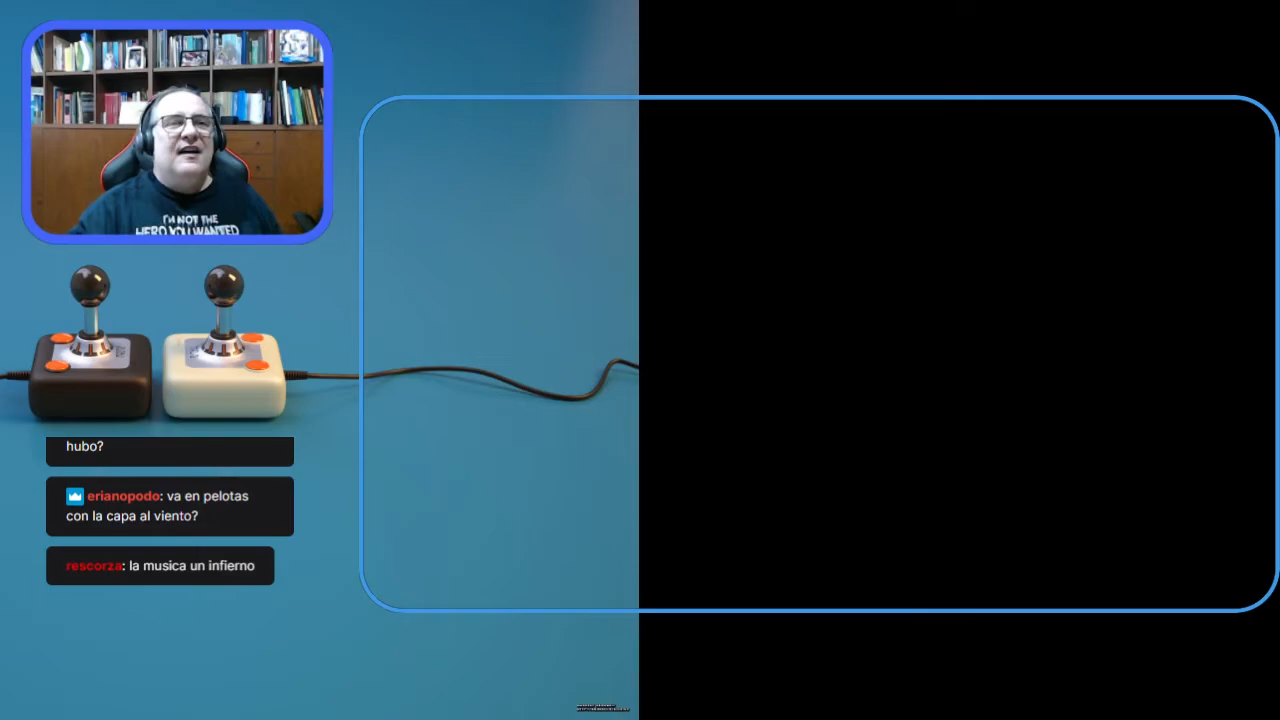 I'M NOT THE
HERO YOU WANTED
hubo?
erianopodo: va en pelotas
con la capa al viento?
rescorza: la musica un infierno